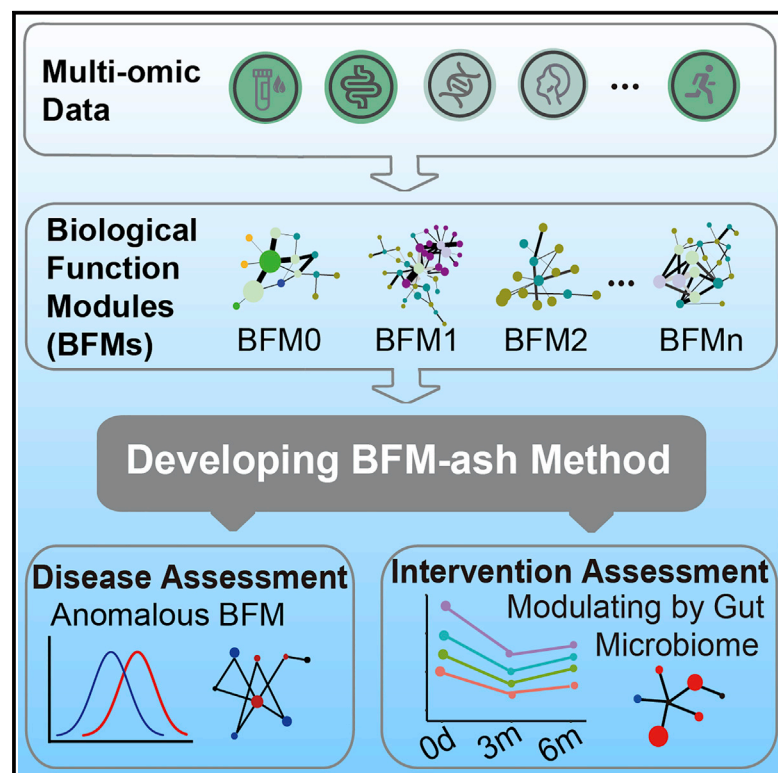 Multi-omic
Data
...
Biological
Function
Modules
(BFMs)
...
BFM0 BFM1 BFM2 BFMn
Developing BFM-ash Method
Disease Assessment
Anomalous BFM
Intervention Assessment
Modulating by Gut
Microbiome
0d 3m 6m